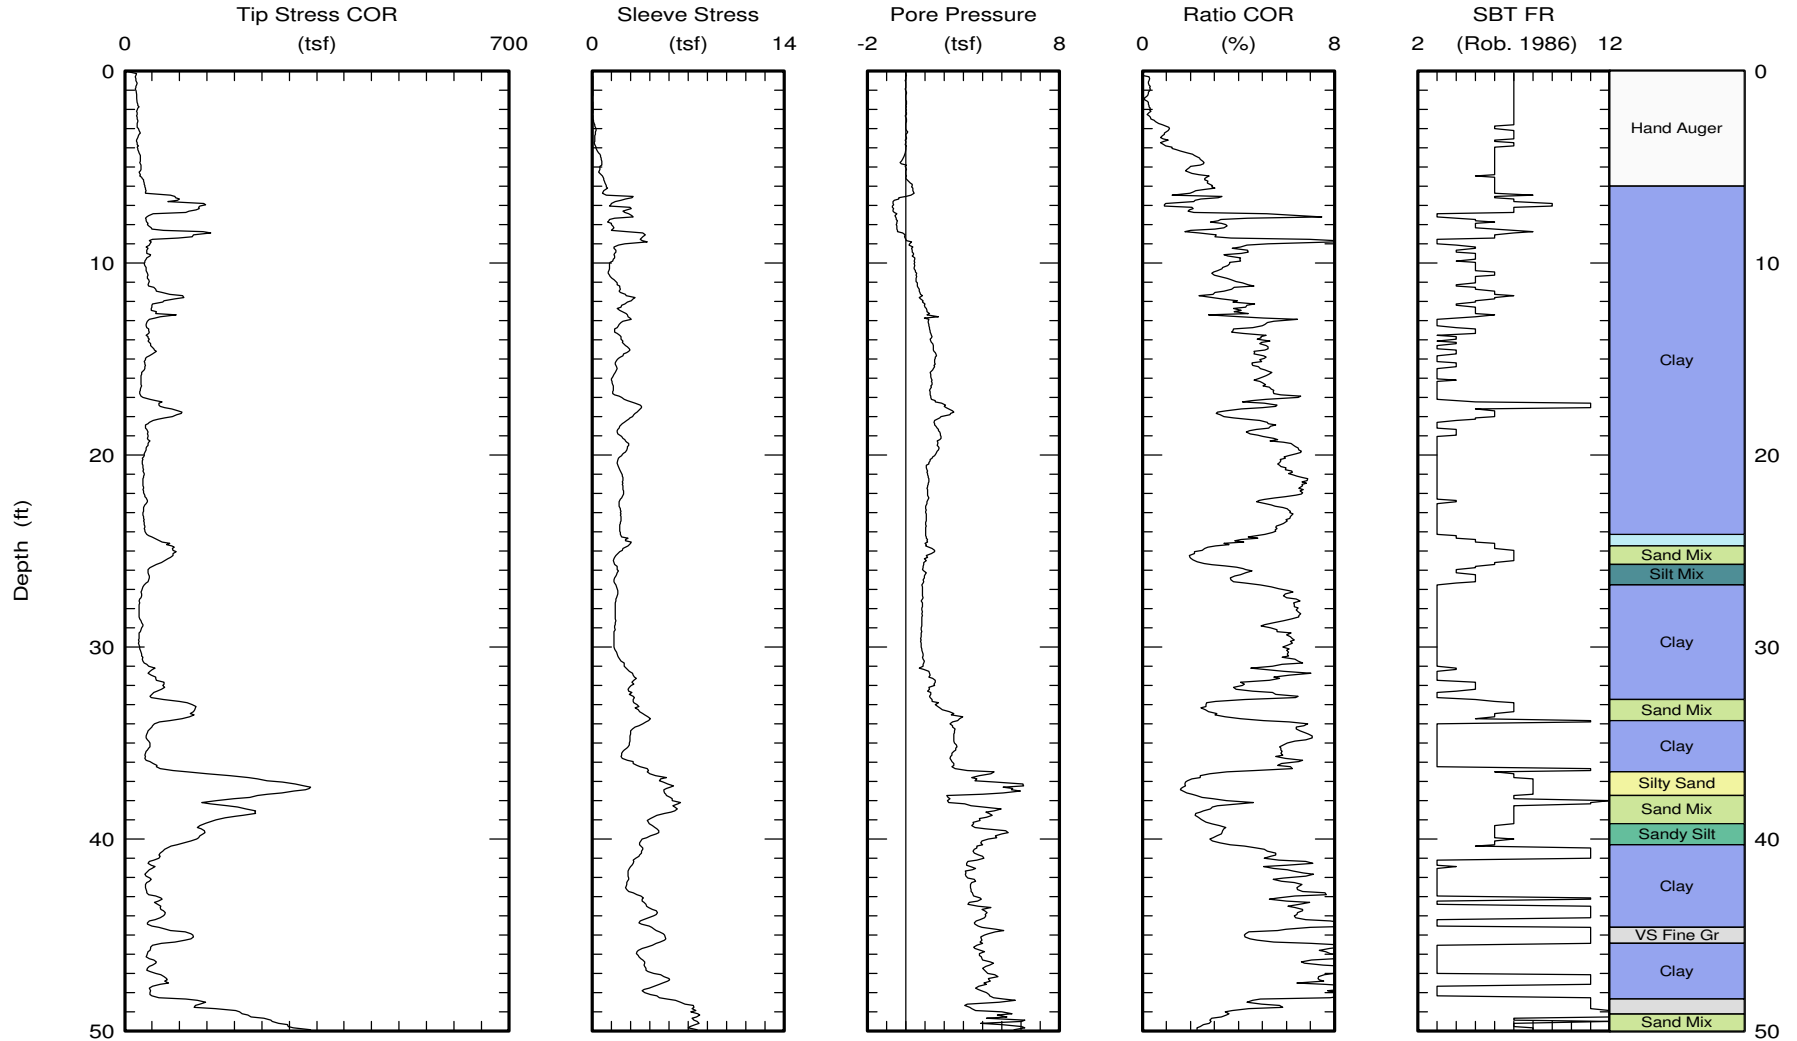 Tip Stress COR Sleeve Stress Pore Pressure Ratio COR SBT FR
0 (tsf) 700 0 (tsf) 14 -2 (tsf) 8 0 (%) 8 2 (Rob. 1986) 12
0 0
Hand Auger
10 10
Clay
20 20
Depth (ft)
Sand Mix
Silt Mix
Clay
30 30
Sand Mix
Clay
Silty Sand
Sand Mix
40 Sandy Silt 40
Clay
VS Fine Gr
Clay
Sand Mix
50 50